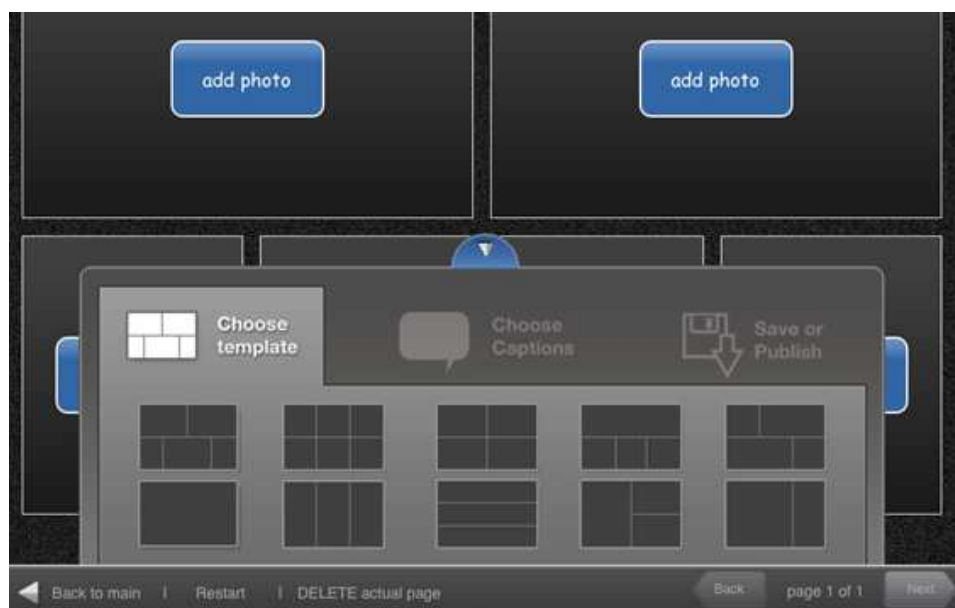 add photo
add photo
Choose
template
Choose
Captions
Save or
Publish
Back to main | Restart | DELETE actual page
Back
page 1 of 1
Next